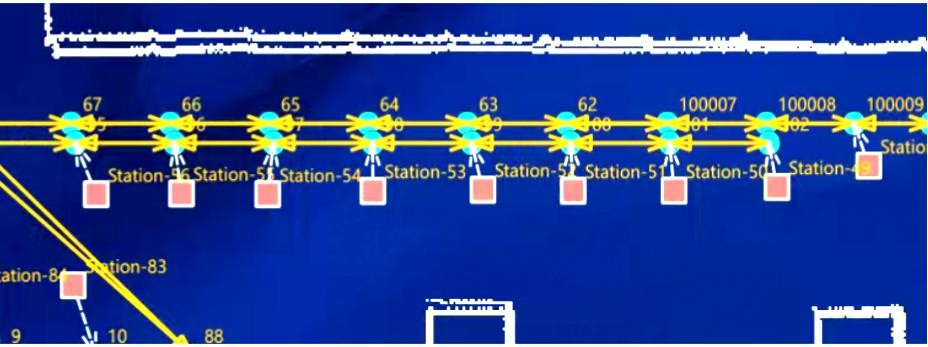 67 66 65 64 63 62 100007 100008 100009
Station-56 Station-55 Station-54 Station-53 Station-52 Station-51 Station-50 Station-49
Station-83
9 10 88